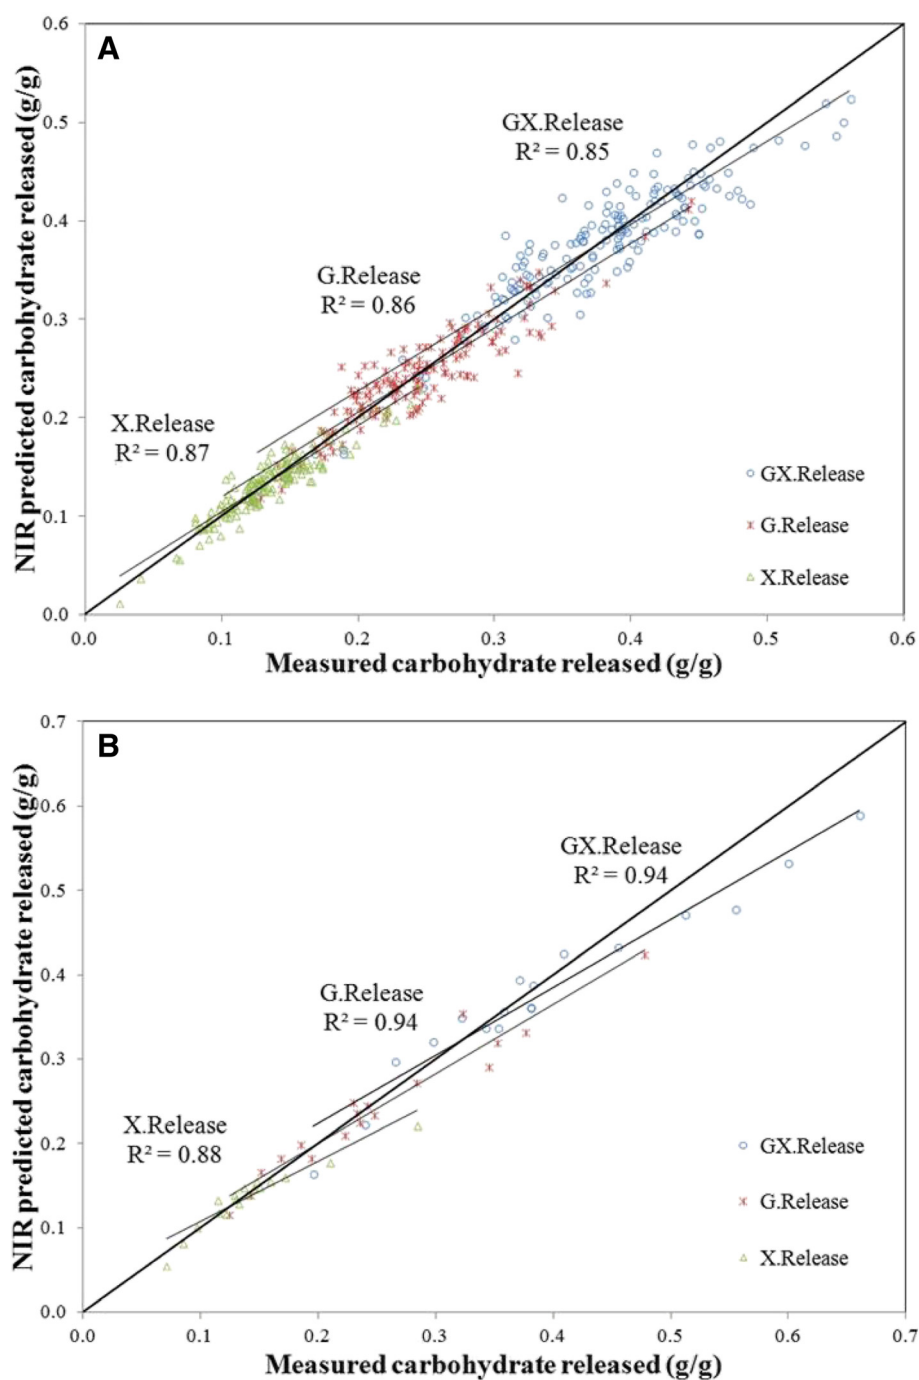 A
NIR predicted carbohydrate released (g/g)
0.6
0.5
0.4
0.3
0.2
0.1
0.0
GX.Release
R² = 0.85
G.Release
R² = 0.86
X.Release
R² = 0.87
GX.Release
G.Release
X.Release
0.0 0.1 0.2 0.3 0.4 0.5 0.6
Measured carbohydrate released (g/g)
B
NIR predicted carbohydrate released (g/g)
0.7
0.6
0.5
0.4
0.3
0.2
0.1
0.0
GX.Release
R² = 0.94
G.Release
R² = 0.94
X.Release
R² = 0.88
GX.Release
G.Release
X.Release
0.0 0.1 0.2 0.3 0.4 0.5 0.6 0.7
Measured carbohydrate released (g/g)